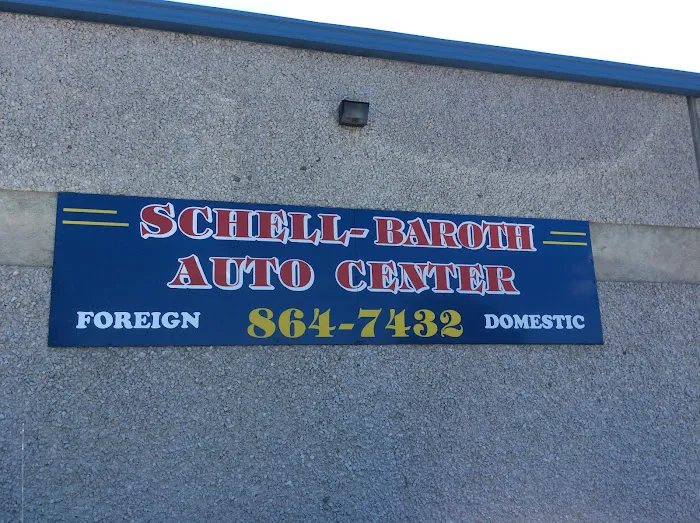 SCHELL-BAROTH
AUTO CENTER
FOREIGN 864-7432 DOMESTIC